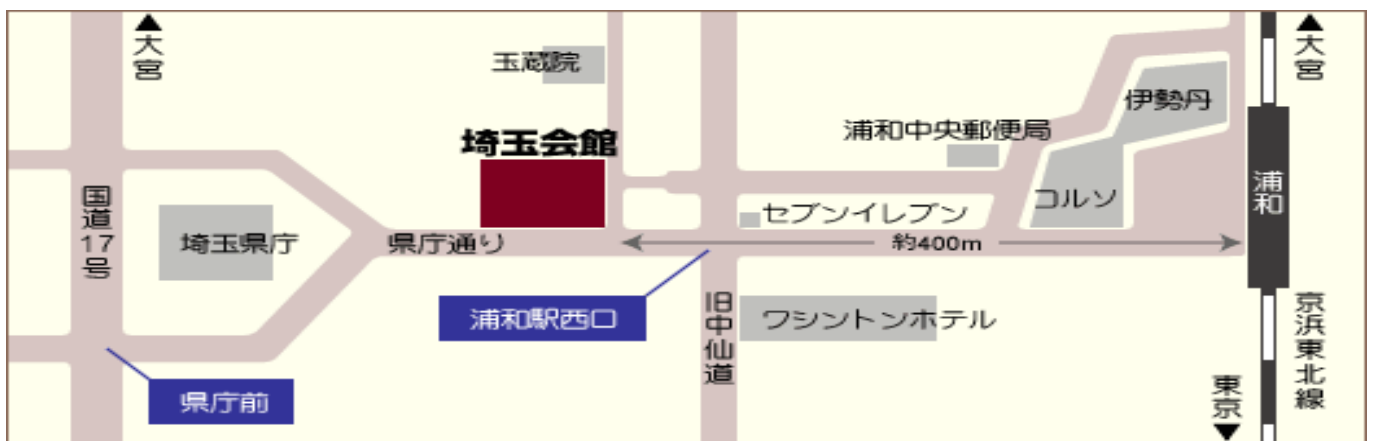 ▲大宮
▲大宮
玉蔵院
伊勢丹
浦和中央郵便局
埼玉会館
浦和
国道17号
コルソ
セブンイレブン
埼玉県庁
県庁通り
約400m
浦和駅西口
旧中仙道
ワシントンホテル
京浜東北線
県庁前
東京▼